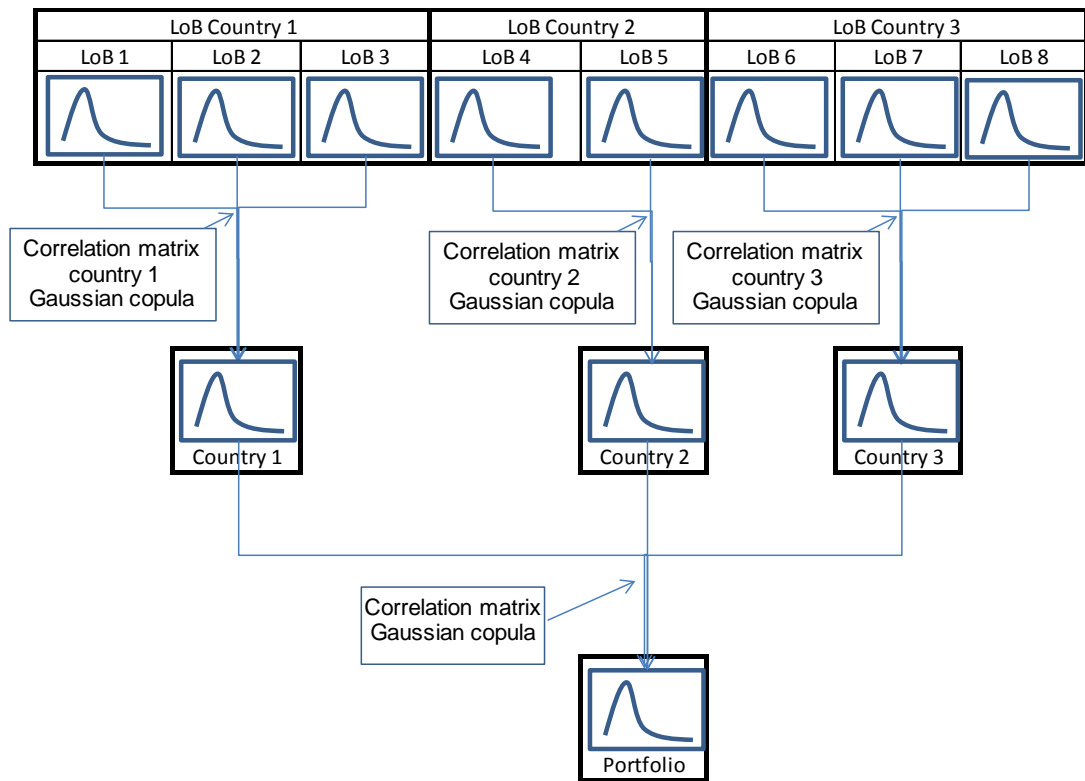 LoB Country 1
LoB Country 2
LoB Country 3
LoB 1
LoB 2
LoB 3
LoB 4
LoB 5
LoB 6
LoB 7
LoB 8
Correlation matrix
country 1
Gaussian copula
Correlation matrix
country 2
Gaussian copula
Correlation matrix
country 3
Gaussian copula
Country 1
Country 2
Country 3
Correlation matrix
Gaussian copula
Portfolio